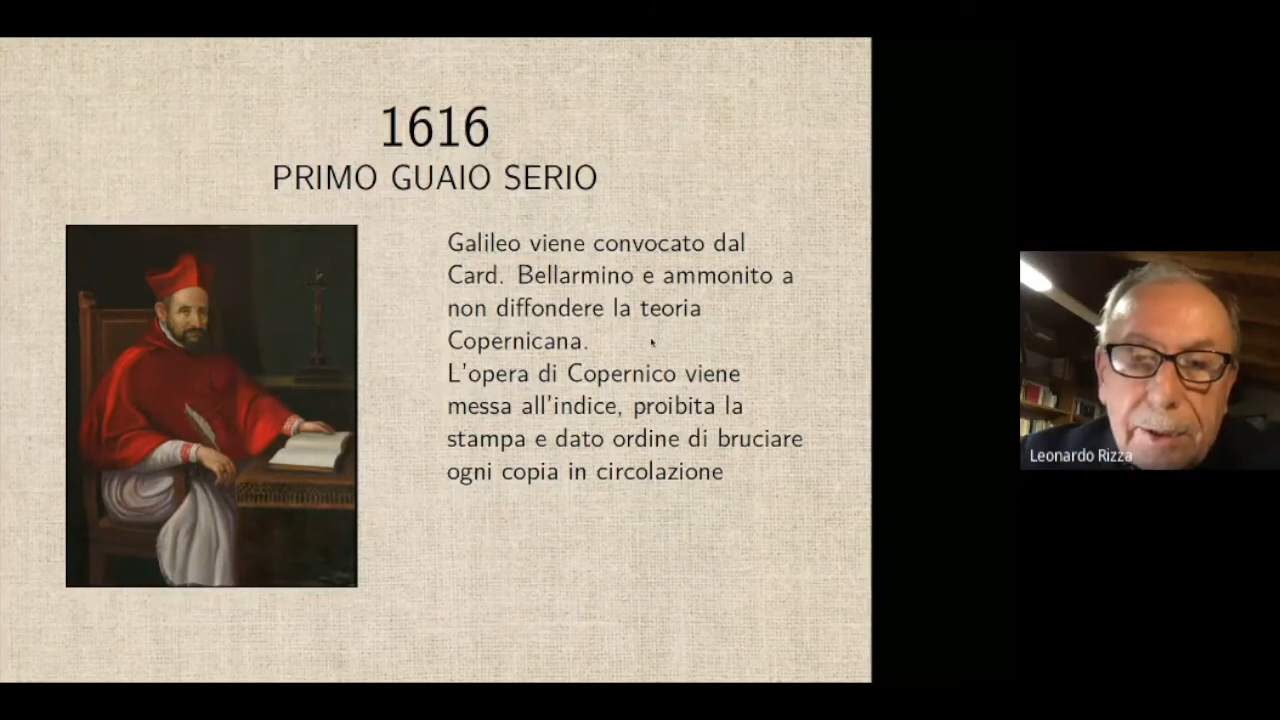 1616
PRIMO GUAIO SERIO
Galileo viene convocato dal
Card. Bellarmino e ammonito a
non diffondere la teoria
Copernicana.
L'opera di Copernico viene
messa all'indice, proibita la
stampa e dato ordine di bruciare
ogni copia in circolazione
Leonardo Rizza